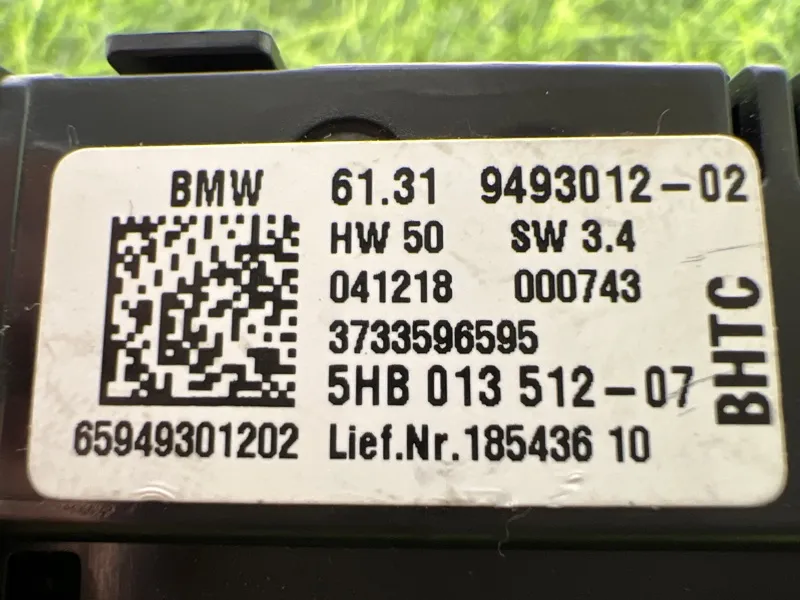 BMW 61.31 9493012-02
HW 50 SW 3.4
041218 000743
3733596595
5HB 013 512-07
65949301202 Lief.Nr.185436 10
BHTC